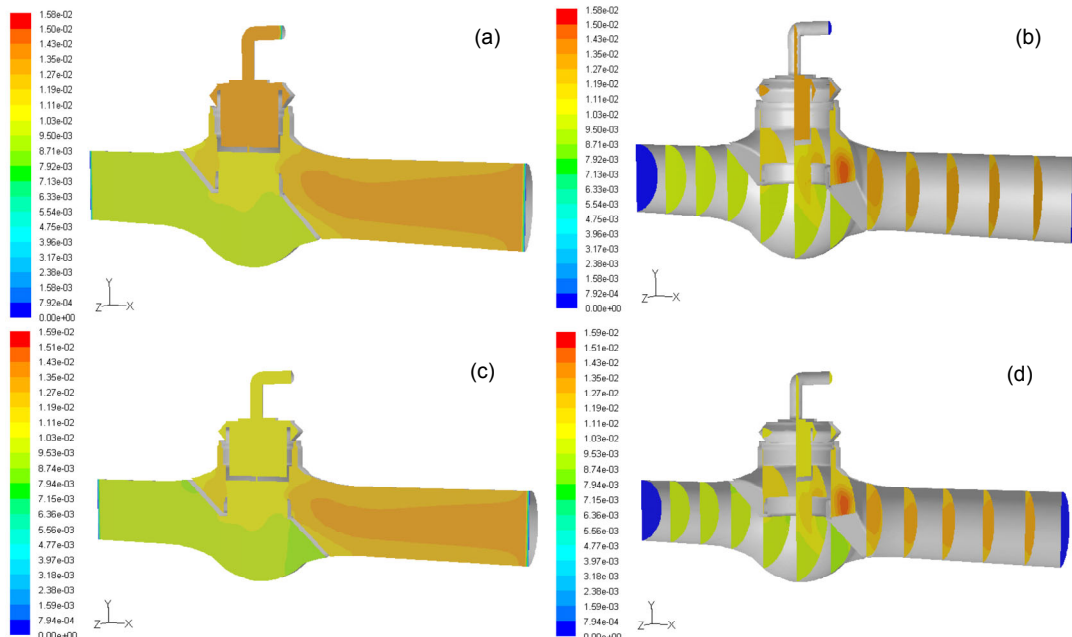 1.58e-02
1.50e-02
1.42e-02
1.35e-02
1.27e-02
1.19e-02
1.11e-02
1.03e-02
9.50e-03
8.71e-03
7.92e-03
7.13e-03
6.33e-03
5.54e-03
4.75e-03
3.96e-03
3.17e-03
2.38e-03
1.58e-03
7.92e-04
0.00e+00
(a)
Y
Z
X
1.58e-02
1.50e-02
1.42e-02
1.35e-02
1.27e-02
1.19e-02
1.11e-02
1.03e-02
9.50e-03
8.71e-03
7.92e-03
7.13e-03
6.33e-03
5.54e-03
4.75e-03
3.96e-03
3.17e-03
2.38e-03
1.58e-03
7.92e-04
0.00e+00
(b)
Y
Z
X
1.59e-02
1.51e-02
1.43e-02
1.35e-02
1.27e-02
1.19e-02
1.11e-02
1.03e-02
9.53e-03
8.74e-03
7.94e-03
7.15e-03
6.36e-03
5.56e-03
4.77e-03
3.97e-03
3.18e-03
2.38e-03
1.59e-03
7.94e-04
0.00e+00
(c)
Y
Z
X
1.59e-02
1.51e-02
1.43e-02
1.35e-02
1.27e-02
1.19e-02
1.11e-02
1.03e-02
9.53e-03
8.74e-03
7.94e-03
7.15e-03
6.36e-03
5.56e-03
4.77e-03
3.97e-03
3.18e-03
2.38e-03
1.59e-03
7.94e-04
0.00e+00
(d)
Y
Z
X